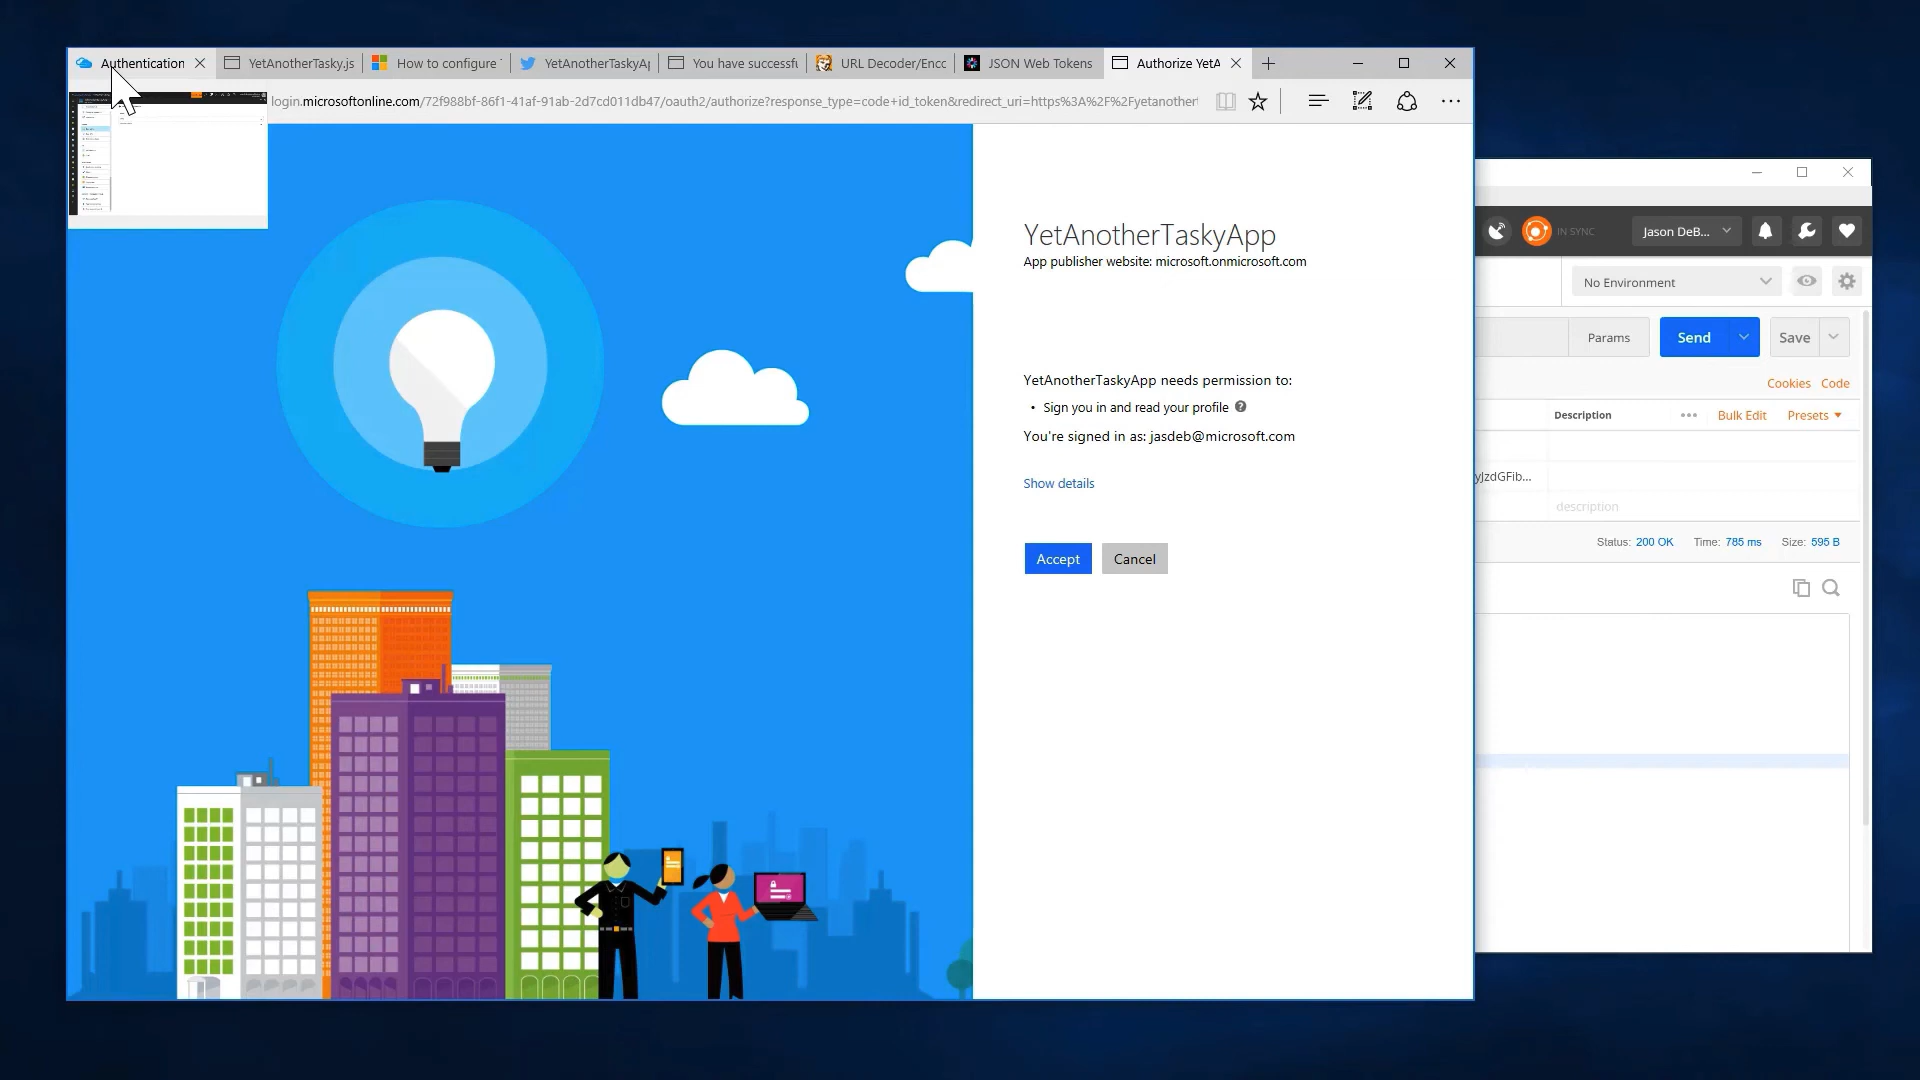 Authentication
YetAnotherTasky.js
How to configure
YetAnotherTaskyAp
You have successfu
URL Decoder/Enco
JSON Web Tokens
Authorize YetA
login.microsoftonline.com/72f988bf-86f1-41af-91ab-2d7cd011db47/oauth2/authorize?response_type=code+id_token&redirect_uri=https%3A%2F%2Fyetanother
YetAnotherTaskyApp
App publisher website: microsoft.onmicrosoft.com
YetAnotherTaskyApp needs permission to:
• Sign you in and read your profile ?
You're signed in as: jasdeb@microsoft.com
Show details
Accept
Cancel
IN SYNC
Jason DeB...
No Environment
Params
Send
Save
Cookies
Code
Description
Bulk Edit
Presets
yJzdGFib...
description
Status: 200 OK
Time: 785 ms
Size: 595 B